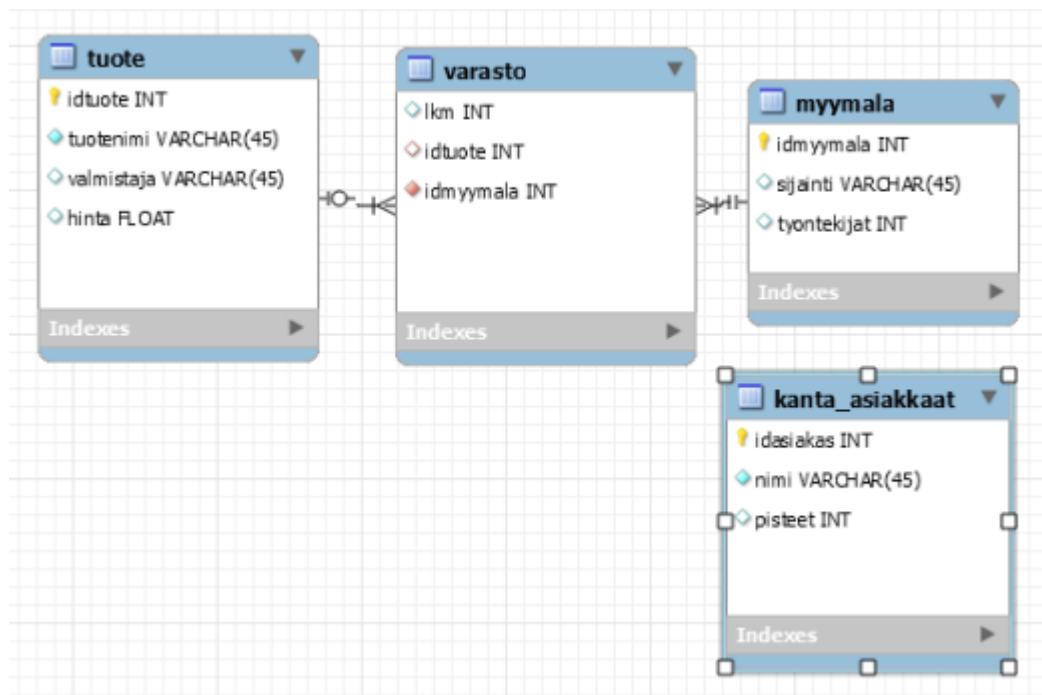 tuote
idtuote INT
tuotenimi VARCHAR(45)
valmistaja VARCHAR(45)
hinta FLOAT
Indexes
varasto
lkm INT
idtuote INT
idmyymala INT
Indexes
myymala
idmyymala INT
sijainti VARCHAR(45)
tyontekijat INT
Indexes
kanta_asiakkaat
idasiakas INT
nimi VARCHAR(45)
pisteet INT
Indexes